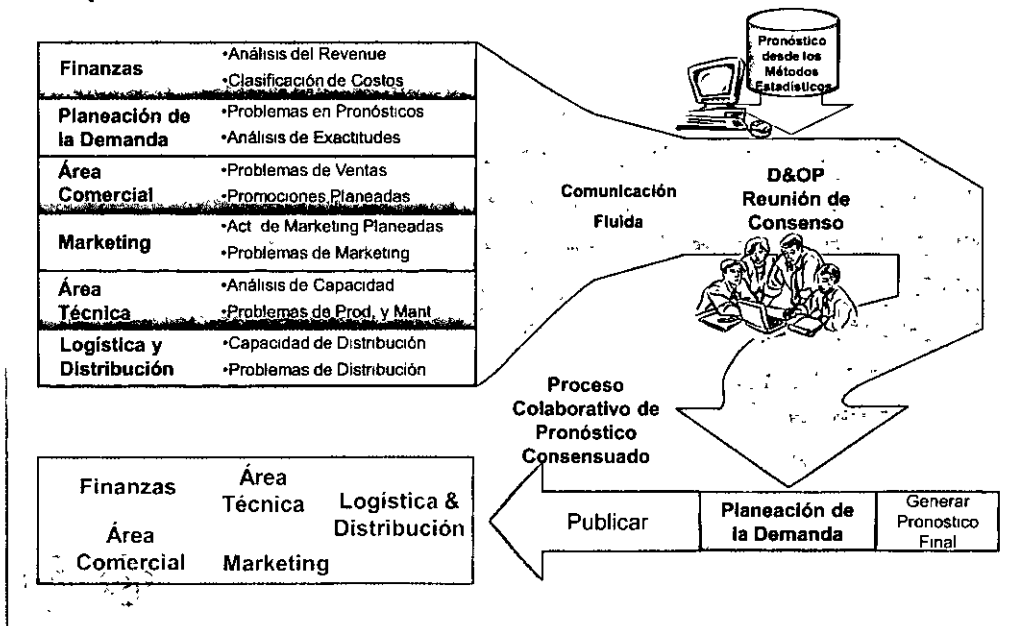 Finanzas
•Análisis del Revenue
•Clasificación de Costos
Planeación de
la Demanda
•Problemas en Pronósticos
•Análisis de Exactitudes
Área
Comercial
•Problemas de Ventas
•Promociones Planeadas
Marketing
•Act de Marketing Planeadas
•Problemas de Marketing
Área
Técnica
•Análisis de Capacidad
•Problemas de Prod. y Mant
Logística y
Distribución
•Capacidad de Distribución
•Problemas de Distribución
Pronóstico
desde los
Métodos
Estadísticos
Comunicación
Fluida
D&OP
Reunión de
Consenso
Proceso
Colaborativo de
Pronóstico
Consensuado
Generar
Pronostico
Final
Planeación de
la Demanda
Publicar
Finanzas
Área
Técnica
Logística &
Distribución
Área
Comercial
Marketing